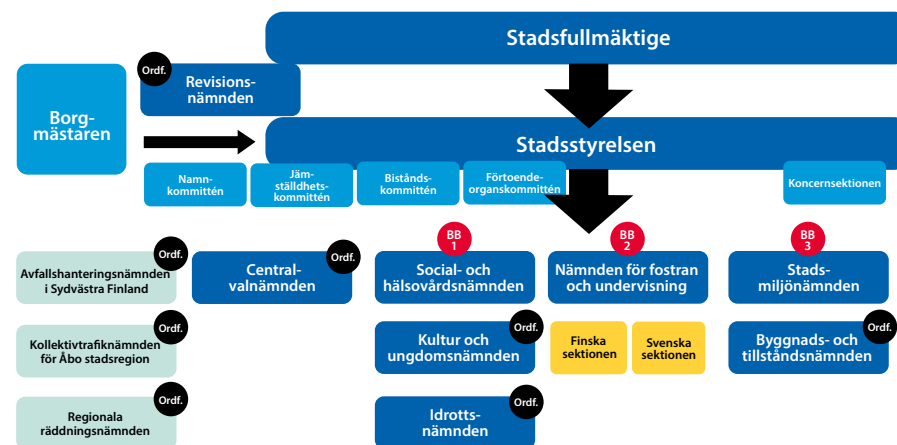 Stadsfullmäktige
Ordf.
Revisions-
nämnden
Borg-
mästaren
Stadsstyrelsen
Namn-
kommittén
Jäm-
ställdhets-
kommittén
Bistånds-
kommittén
Förtoende-
organskommittén
Koncernsektionen
Ordf.
Avfallshanteringsnämnden
i Sydvästra Finland
Ordf.
Central-
valnämnden
BB
1
Social- och
hälsovårdsnämnden
BB
2
Nämnden för fostran
och undervisning
BB
3
Stads-
miljönämnden
Ordf.
Kollektivtrafiknämnden
för Åbo stadsregion
Ordf.
Kultur och
ungdomsnämnden
Finska
sektionen
Svenska
sektionen
Ordf.
Byggnads- och
tillståndsnämnden
Ordf.
Regionala
räddningsnämnden
Ordf.
Idrotts-
nämnden